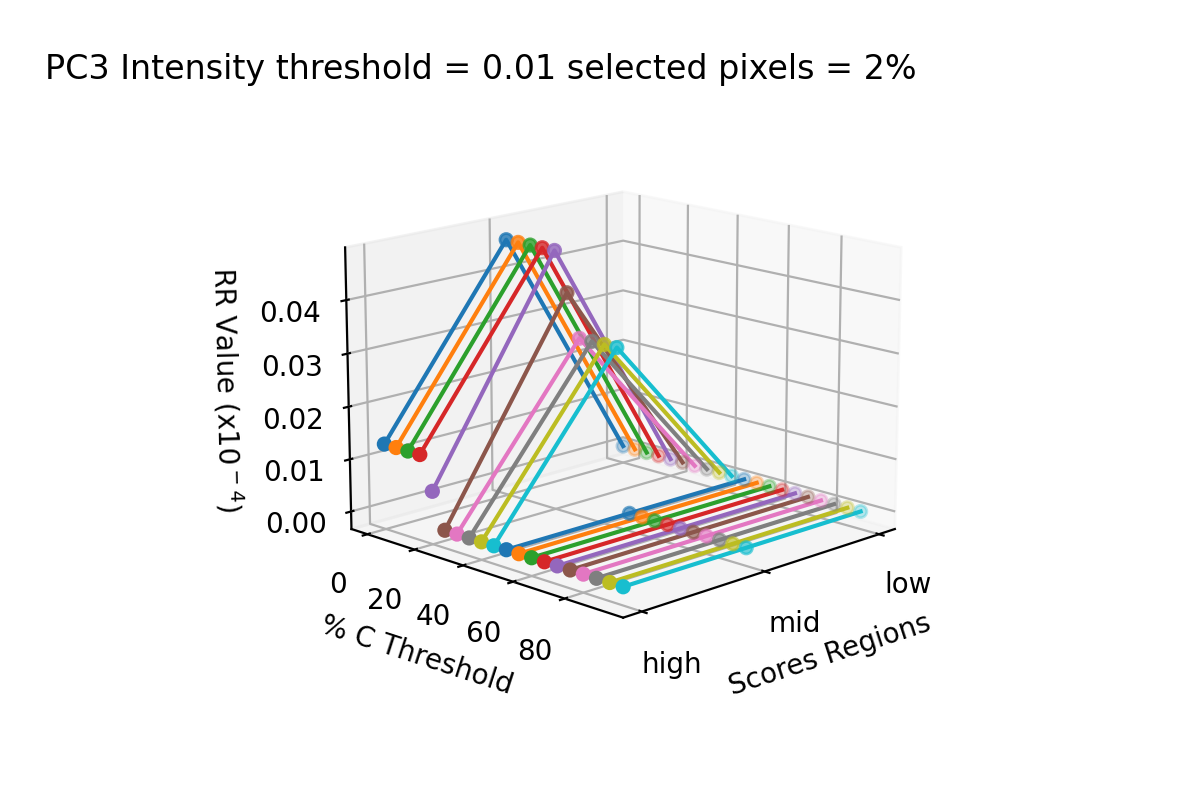 PC3 Intensity threshold = 0.01 selected pixels = 2%
RR Value (x10⁻⁴)
0.04
0.03
0.02
0.01
0.00
0
20
40
60
80
% C Threshold
high
mid
low
Scores Regions